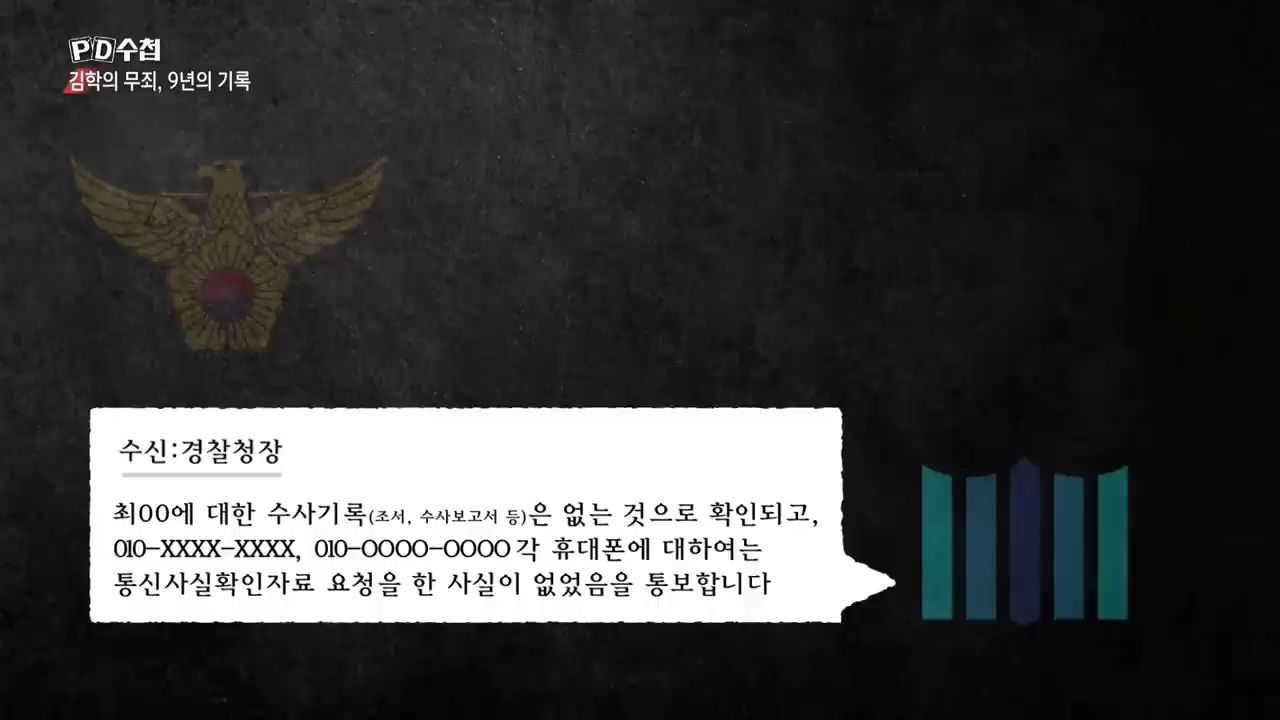 PD수첩
김학의 무죄, 9년의 기록
수신:경찰청장
최OO에 대한 수사기록(조서, 수사보고서 등)은 없는 것으로 확인되고,
010-XXXX-XXXX, 010-OOOO-OOOO 각 휴대폰에 대하여는
통신사실확인자료 요청을 한 사실이 없었음을 통보합니다